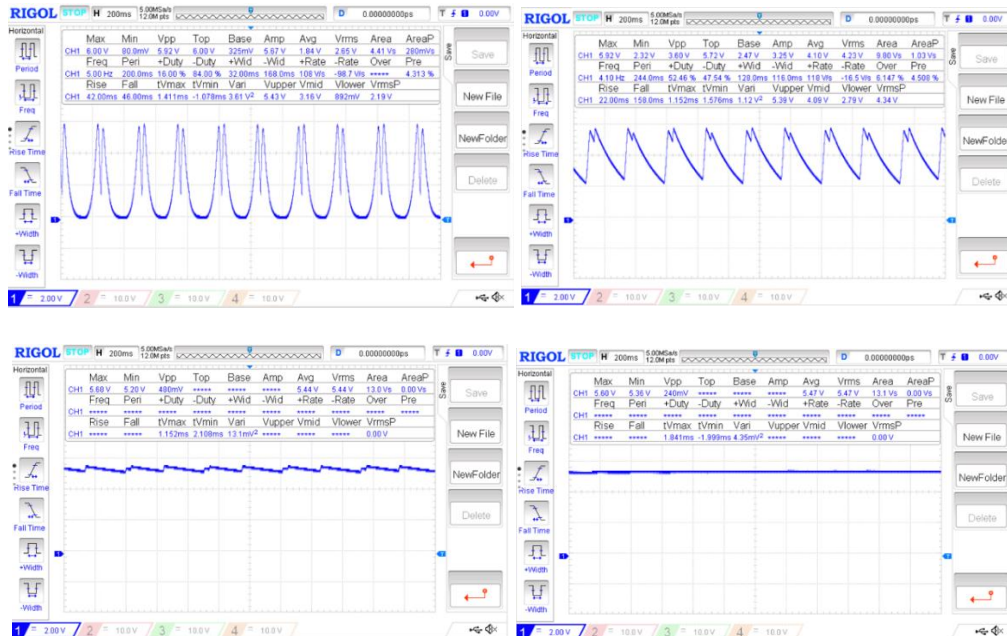 RIGOL STOP H 200ms 5.00MSa/s 12.0M pts D 0.00000000ps T 0.00V
Horizontal
Max Min Vpp Top Base Amp Avg Vrms Area AreaP
CH1 6.00 V 80.0mV 5.92 V 6.00 V 325mV 5.67 V 1.84 V 2.65 V 4.41 Vs 280mVs
Freq Peri +Duty -Duty +Wid -Wid +Rate -Rate Over Pre
CH1 5.00 Hz 200.0ms 16.00 % 84.00 % 32.00ms 168.0ms 108 V/s -98.7 V/s ***** 4.313 %
Rise Fall tVmax tVmin Vari Vupper Vmid Vlower VrmsP
CH1 42.00ms 46.00ms 1.411ms -1.078ms 3.61 V² 5.43 V 3.16 V 892mV 2.19 V
Period
Freq
Rise Time
Fall Time
+Width
-Width
Save
Save
New File
NewFolder
Delete
1 = 2.00 V 2 = 10.0 V 3 = 10.0 V 4 = 10.0 V
RIGOL STOP H 200ms 5.00MSa/s 12.0M pts D 0.00000000ps T 0.00V
Horizontal
Max Min Vpp Top Base Amp Avg Vrms Area AreaP
CH1 5.92 V 2.32 V 3.60 V 5.72 V 2.47 V 3.25 V 4.10 V 4.23 V 9.80 Vs 1.03 Vs
Freq Peri +Duty -Duty +Wid -Wid +Rate -Rate Over Pre
CH1 4.10 Hz 244.0ms 52.46 % 47.54 % 128.0ms 116.0ms 118 V/s -16.5 V/s 6.147 % 4.508 %
Rise Fall tVmax tVmin Vari Vupper Vmid Vlower VrmsP
CH1 22.00ms 158.0ms 1.152ms 1.576ms 1.12 V² 5.39 V 4.09 V 2.79 V 4.34 V
Period
Freq
Rise Time
Fall Time
+Width
-Width
Save
Save
New File
NewFolder
Delete
1 = 2.00 V 2 = 10.0 V 3 = 10.0 V 4 = 10.0 V
RIGOL STOP H 200ms 5.00MSa/s 12.0M pts D 0.00000000ps T 0.00V
Horizontal
Max Min Vpp Top Base Amp Avg Vrms Area AreaP
CH1 5.68 V 5.20 V 480mV ***** ***** ***** 5.44 V 5.44 V 13.0 Vs 0.00 Vs
Freq Peri +Duty -Duty +Wid -Wid +Rate -Rate Over Pre
CH1 ***** ***** ***** ***** ***** ***** ***** ***** ***** *****
Rise Fall tVmax tVmin Vari Vupper Vmid Vlower VrmsP
CH1 ***** ***** 1.152ms 2.108ms 13.1mV² ***** ***** ***** 0.00 V
Period
Freq
Rise Time
Fall Time
+Width
-Width
Save
Save
New File
NewFolder
Delete
1 = 2.00 V 2 = 10.0 V 3 = 10.0 V 4 = 10.0 V
RIGOL STOP H 200ms 5.00MSa/s 12.0M pts D 0.00000000ps T 0.00V
Horizontal
Max Min Vpp Top Base Amp Avg Vrms Area AreaP
CH1 5.60 V 5.36 V 240mV ***** ***** ***** 5.47 V 5.47 V 13.1 Vs 0.00 Vs
Freq Peri +Duty -Duty +Wid -Wid +Rate -Rate Over Pre
CH1 ***** ***** ***** ***** ***** ***** ***** ***** ***** *****
Rise Fall tVmax tVmin Vari Vupper Vmid Vlower VrmsP
CH1 ***** ***** 1.841ms -1.999ms 4.35mV² ***** ***** ***** 0.00 V
Period
Freq
Rise Time
Fall Time
+Width
-Width
Save
Save
New File
NewFolder
Delete
1 = 2.00 V 2 = 10.0 V 3 = 10.0 V 4 = 10.0 V